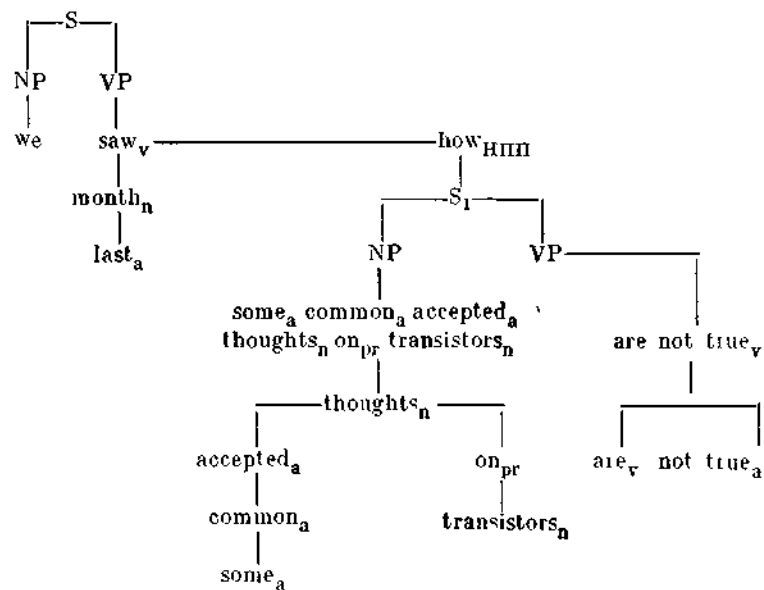 S
NP VP
we saw_v how_НПП
month_n S_1
last_a NP VP
some_a common_a accepted_a
thoughts_n on_pr transistors_n are not true_v
thoughts_n
accepted_a on_pr are_v not true_a
common_a transistors_n
some_a